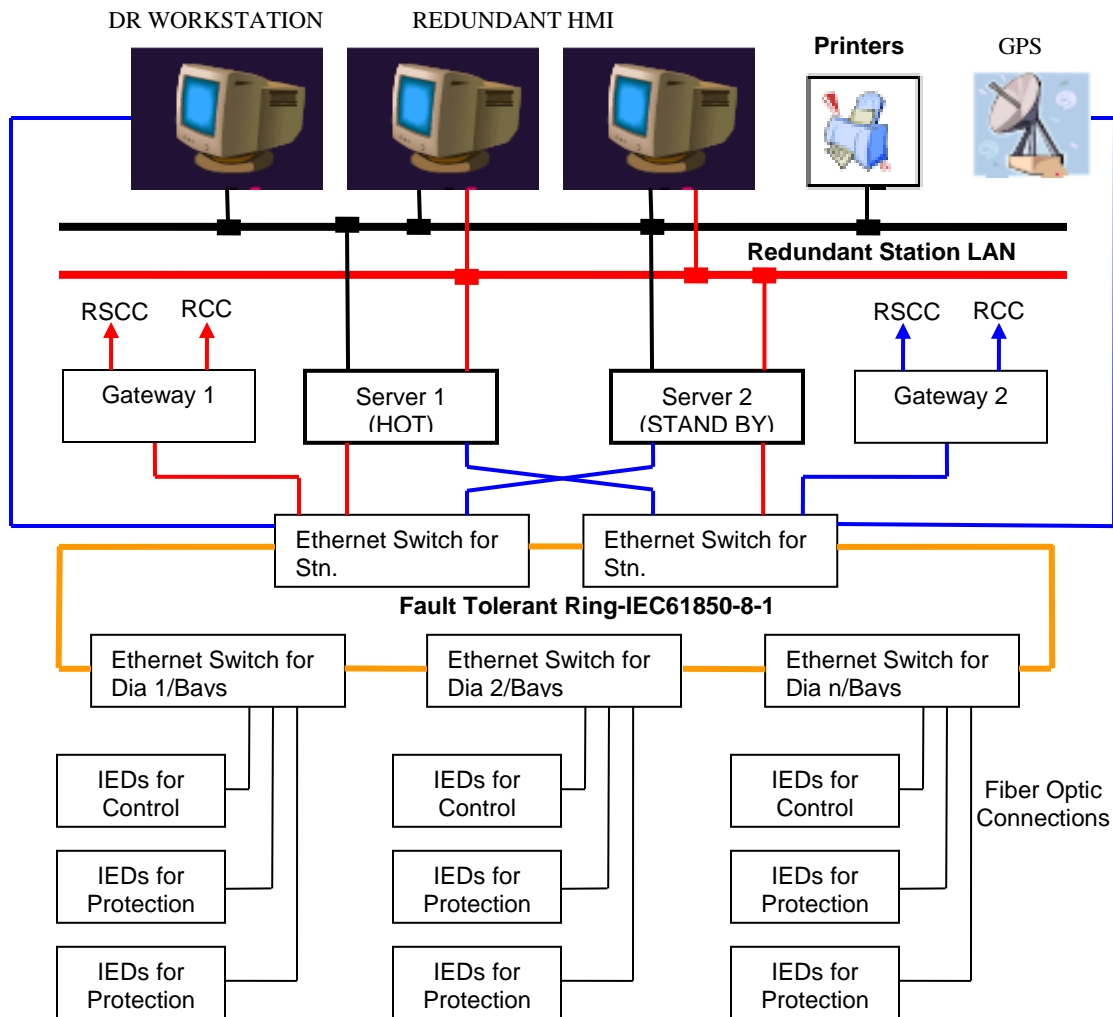 DR WORKSTATION
REDUNDANT HMI
Printers
GPS
Redundant Station LAN
RSCC
RCC
RSCC
RCC
Gateway 1
Server 1
(HOT)
Server 2
(STAND BY)
Gateway 2
Ethernet Switch for
Stn.
Ethernet Switch for
Stn.
Fault Tolerant Ring-IEC61850-8-1
Ethernet Switch for
Dia 1/Bays
Ethernet Switch for
Dia 2/Bays
Ethernet Switch for
Dia n/Bays
IEDs for
Control
IEDs for
Control
IEDs for
Control
Fiber Optic
Connections
IEDs for
Protection
IEDs for
Protection
IEDs for
Protection
IEDs for
Protection
IEDs for
Protection
IEDs for
Protection